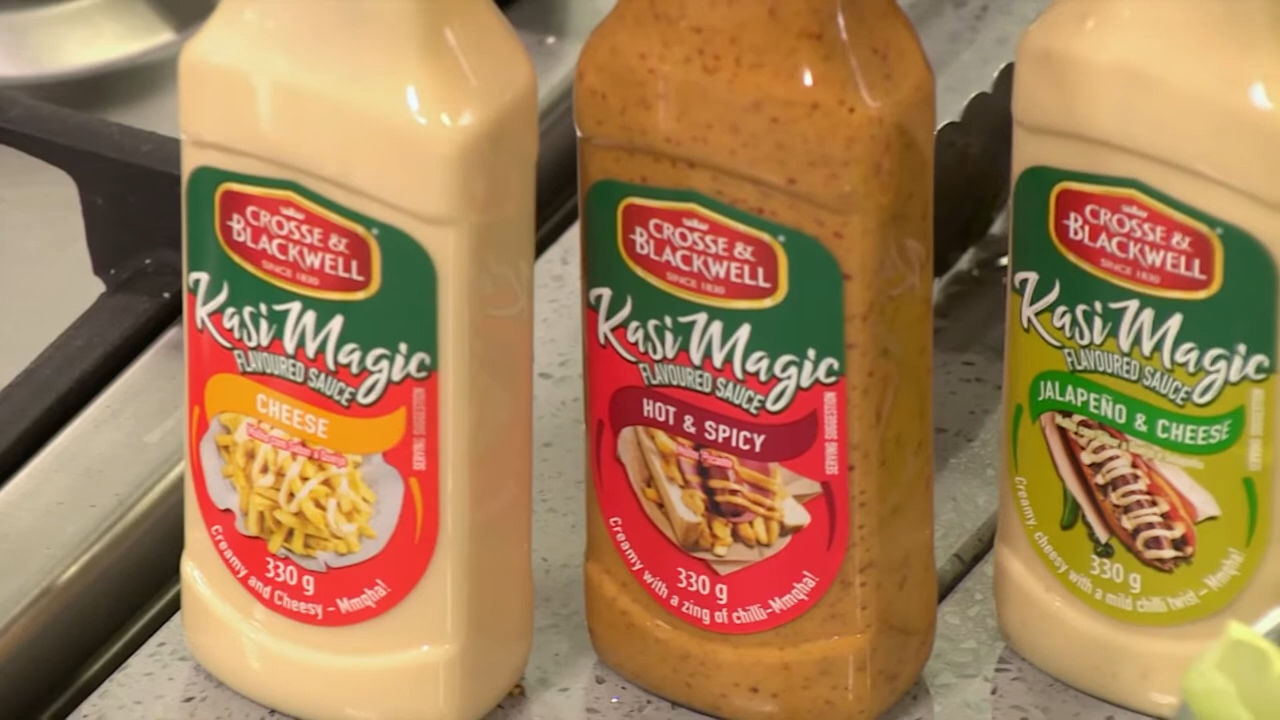 CROSSE &
BLACKWELL
SINCE 1830
Kasi Magic
FLAVOURED SAUCE
CHEESE
SERVING SUGGESTION
330 g
Creamy and Cheesy - Mmqha!
CROSSE &
BLACKWELL
SINCE 1830
Kasi Magic
FLAVOURED SAUCE
HOT & SPICY
SERVING SUGGESTION
330 g
Creamy with a zing of chilli-Mmqha!
CROSSE &
BLACKWELL
SINCE 1830
Kasi Magic
FLAVOURED SAUCE
JALAPEÑO & CHEESE
330 g
Creamy, cheesy with a mild chilli twist - Mmqha!